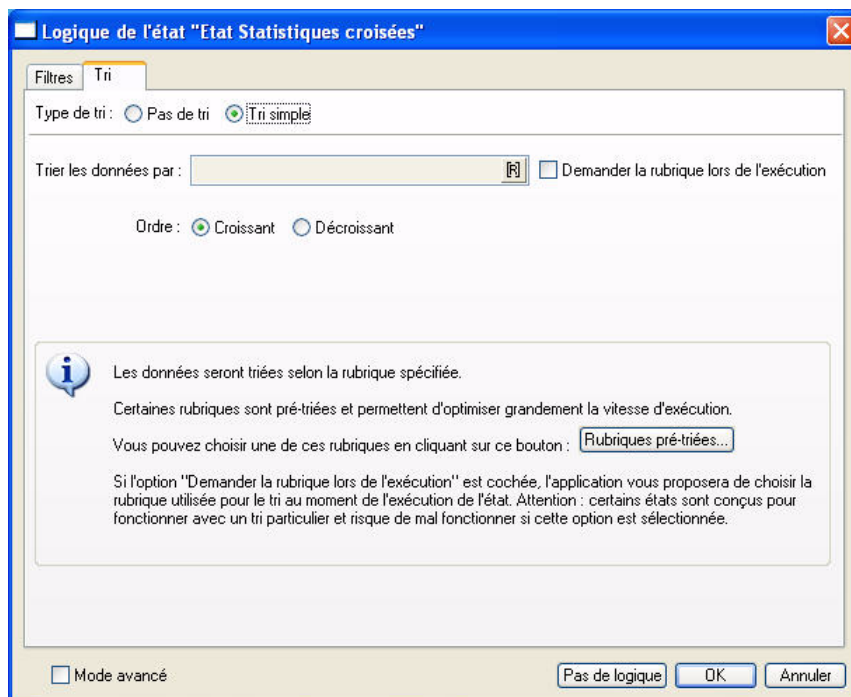 Logique de l'état "Etat Statistiques croisées"
Filtres Tri
Type de tri : Pas de tri Tri simple
Trier les données par : [R] Demander la rubrique lors de l'exécution
Ordre : Croissant Décroissant
Les données seront triées selon la rubrique spécifiée.
Certaines rubriques sont pré-triées et permettent d'optimiser grandement la vitesse d'exécution.
Vous pouvez choisir une de ces rubriques en cliquant sur ce bouton : Rubriques pré-triées...
Si l'option "Demander la rubrique lors de l'exécution" est cochée, l'application vous proposera de choisir la
rubrique utilisée pour le tri au moment de l'exécution de l'état. Attention : certains états sont conçus pour
fonctionner avec un tri particulier et risque de mal fonctionner si cette option est sélectionnée.
Mode avancé Pas de logique OK Annuler